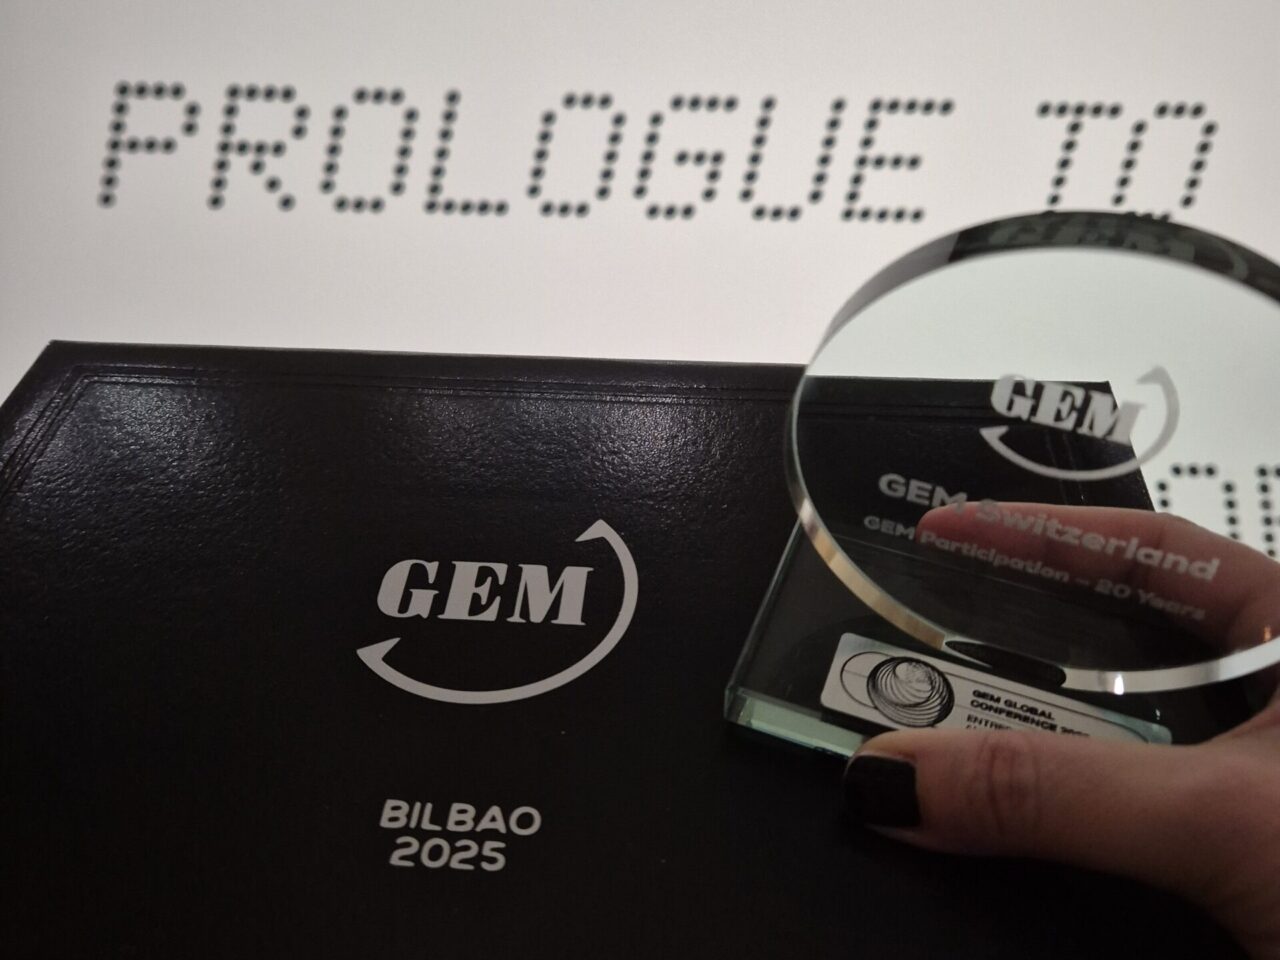 PROLOGUE TO
GEM
BILBAO
2025
GEM
GEM Switzerland
GEM Participation – 20 Years
GEM GLOBAL
CONFERENCE